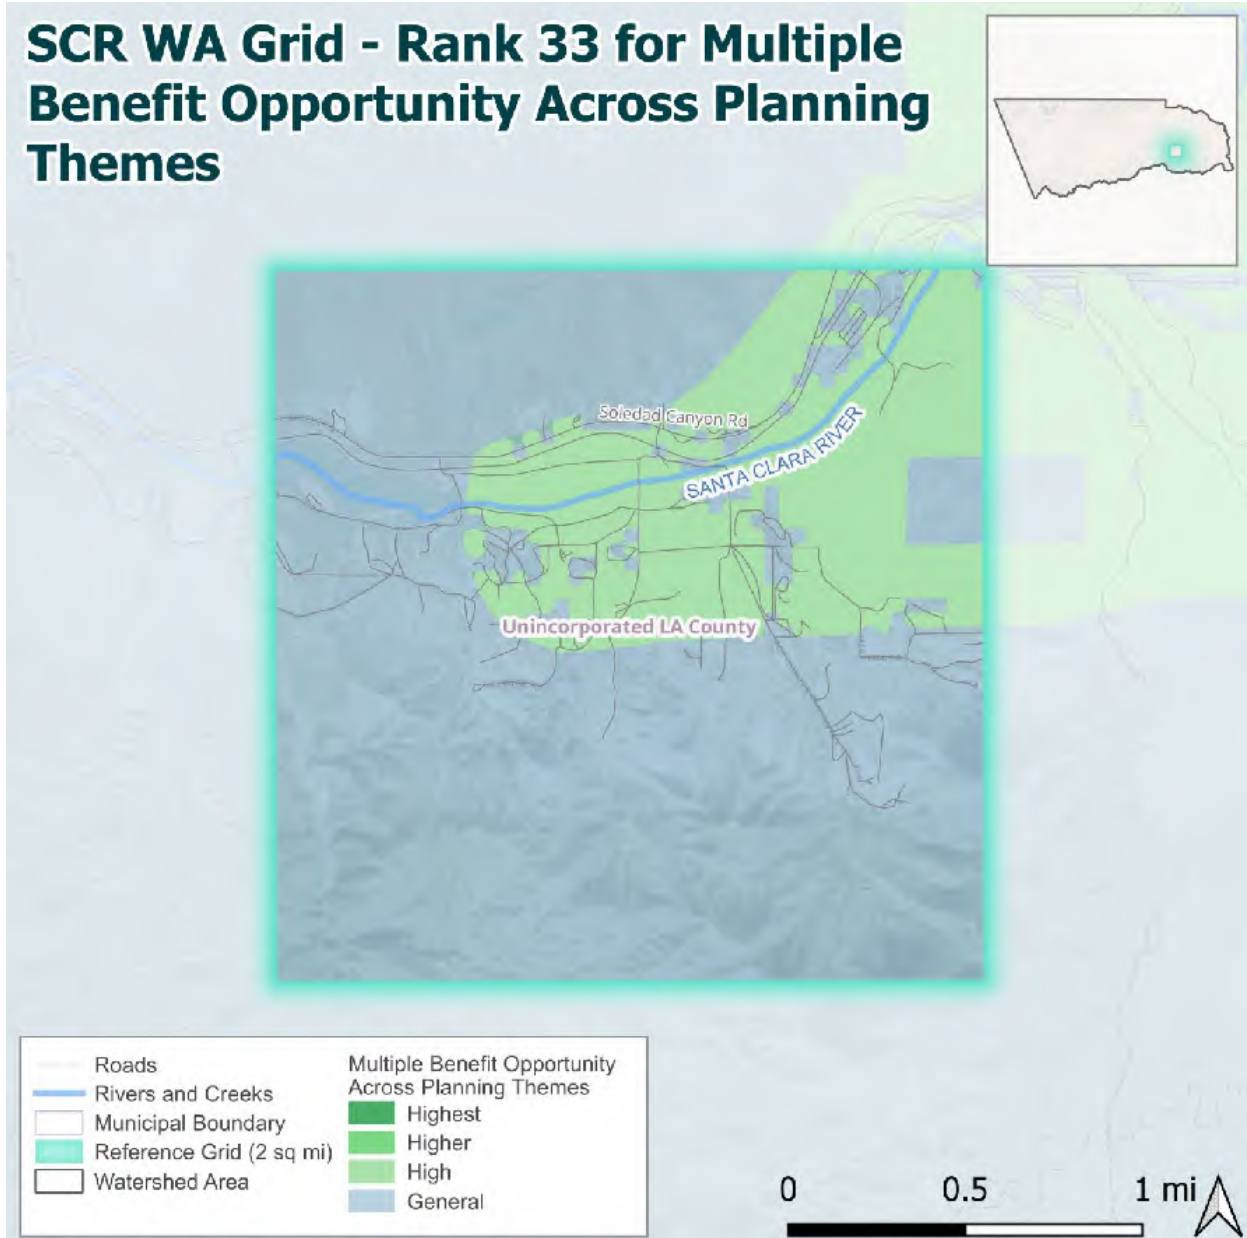 SCR WA Grid - Rank 33 for Multiple
Benefit Opportunity Across Planning
Themes
Soledad Canyon Rd
SANTA CLARA RIVER
Unincorporated LA County
Roads
Rivers and Creeks
Municipal Boundary
Reference Grid (2 sq mi)
Watershed Area
Multiple Benefit Opportunity
Across Planning Themes
Highest
Higher
High
General
0 0.5 1 mi